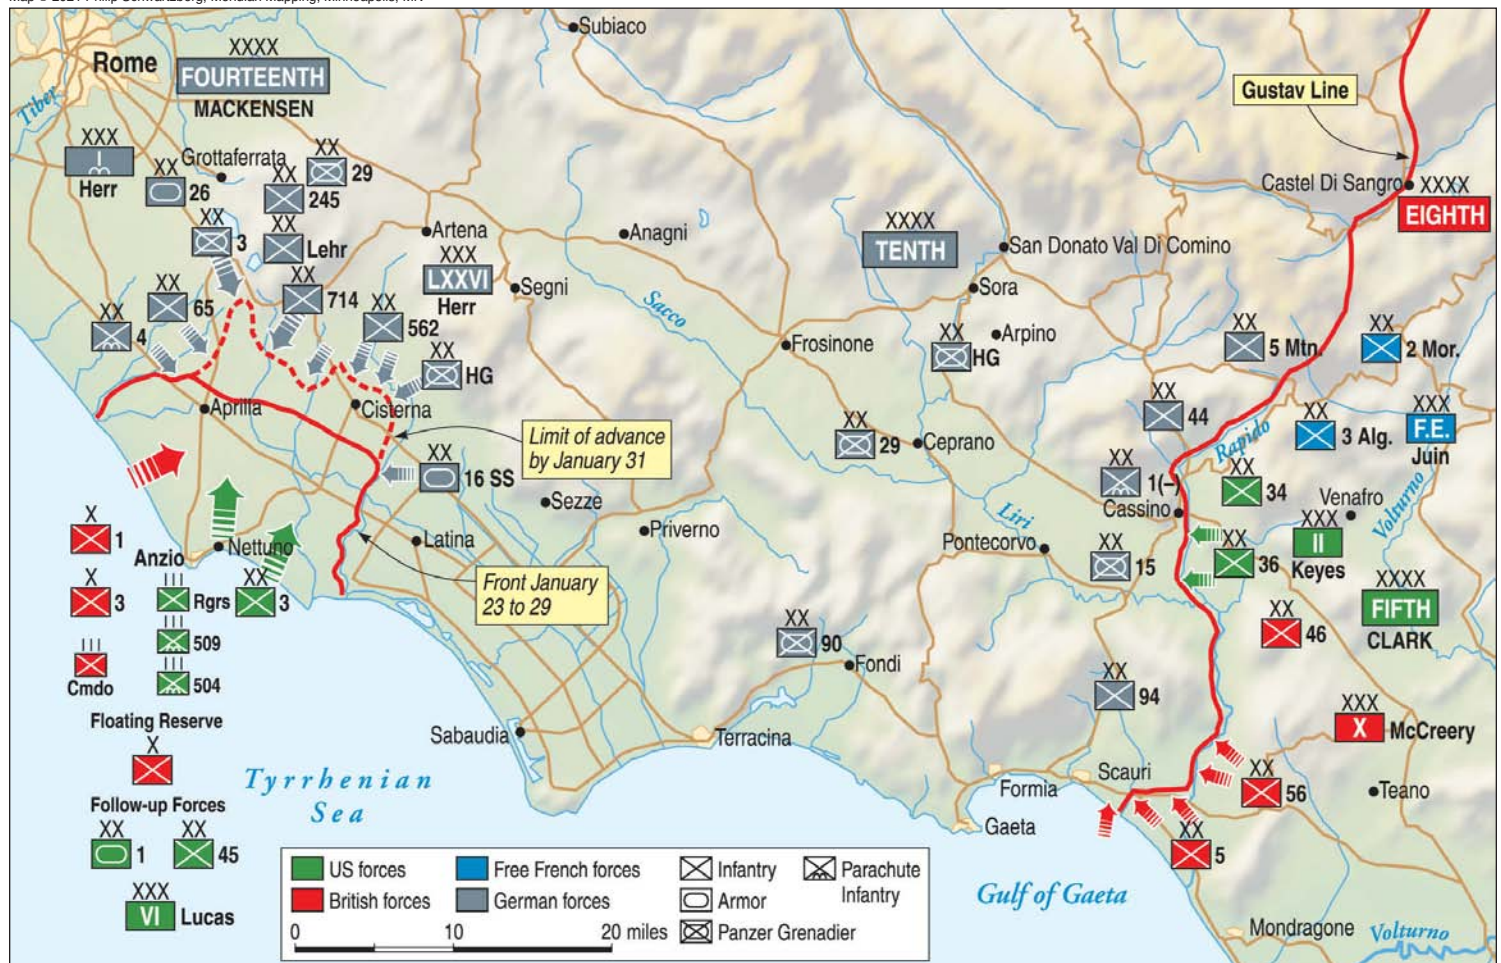 Subiaco
XXXX
FOURTEENTH
MACKENSEN
Rome
Tiber
Gustav Line
XXX
Herr
Grottaferrata
XX
26
XX
245
XX
29
XX
3
XX
Lehr
Artena
Anagni
XXXX
TENTH
San Donato Val Di Comino
Castel Di Sangro
XXXX
EIGHTH
XXX
LXXVI
Herr
Segni
Sora
Sacco
XX
65
XX
714
XX
4
XX
562
Frosinone
XX
HG
Arpino
XX
5 Mtn.
XX
2 Mor.
XX
HG
Aprilia
Cisterna
Limit of advance
by January 31
XX
29
Ceprano
XX
44
Rapido
XX
3 Alg.
XXX
F.E.
Juin
XX
16 SS
Sezze
XX
1(–)
Cassino
XX
34
Venafro
Volturno
X
1
Anzio
Nettuno
Latina
Priverno
Liri
Pontecorvo
XX
15
XX
36
XXX
II
Keyes
X
3
III
Rgrs
XX
3
Front January
23 to 29
XXXX
FIFTH
CLARK
III
509
XX
90
Fondi
XX
46
III
Cmdo
III
504
XX
94
Floating Reserve
X
Sabaudia
Terracina
XXX
X
McCreery
Tyrrhenian
Sea
Formia
Scauri
XX
56
Teano
Follow-up Forces
XX
1
XX
45
Gaeta
XX
5
XXX
VI
Lucas
US forces
British forces
Free French forces
German forces
Infantry
Armor
Panzer Grenadier
Parachute
Infantry
0 10 20 miles
Gulf of Gaeta
Mondragone
Volturno